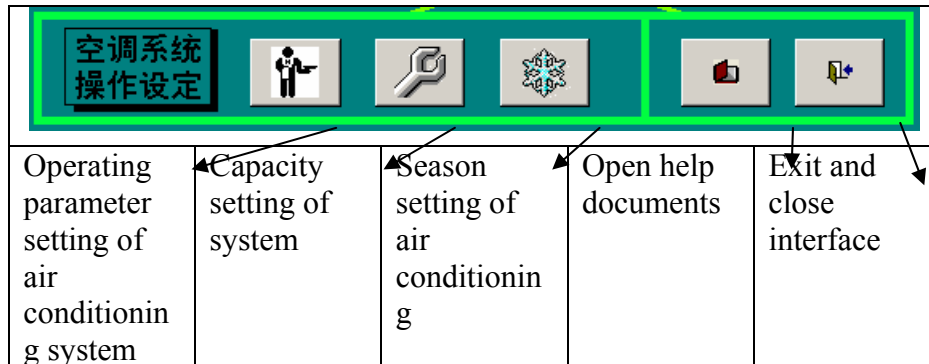 空调系统
操作设定
Operating
parameter
setting of
air
conditionin
g system
Capacity
setting of
system
Season
setting of
air
conditionin
g
Open help
documents
Exit and
close
interface